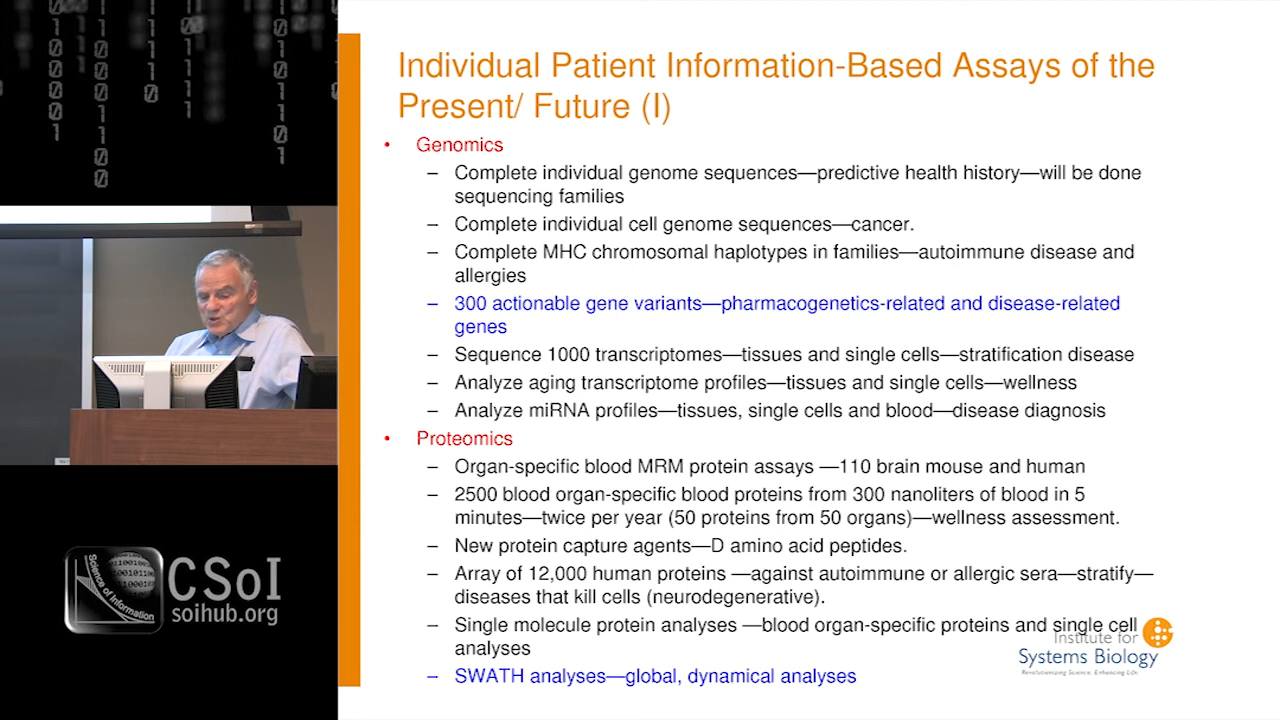 Individual Patient Information-Based Assays of the
Present/ Future (I)
• Genomics
– Complete individual genome sequences—predictive health history—will be done
sequencing families
– Complete individual cell genome sequences—cancer.
– Complete MHC chromosomal haplotypes in families—autoimmune disease and
allergies
– 300 actionable gene variants—pharmacogenetics-related and disease-related
genes
– Sequence 1000 transcriptomes—tissues and single cells—stratification disease
– Analyze aging transcriptome profiles—tissues and single cells—wellness
– Analyze miRNA profiles—tissues, single cells and blood—disease diagnosis
• Proteomics
– Organ-specific blood MRM protein assays —110 brain mouse and human
– 2500 blood organ-specific blood proteins from 300 nanoliters of blood in 5
minutes—twice per year (50 proteins from 50 organs)—wellness assessment.
– New protein capture agents—D amino acid peptides.
– Array of 12,000 human proteins —against autoimmune or allergic sera—stratify—
diseases that kill cells (neurodegenerative).
– Single molecule protein analyses —blood organ-specific proteins and single cell
analyses
– SWATH analyses—global, dynamical analyses
Institute for
Systems Biology
Revolutionizing Science. Enhancing Life.
Science of Information
CSoI
soihub.org